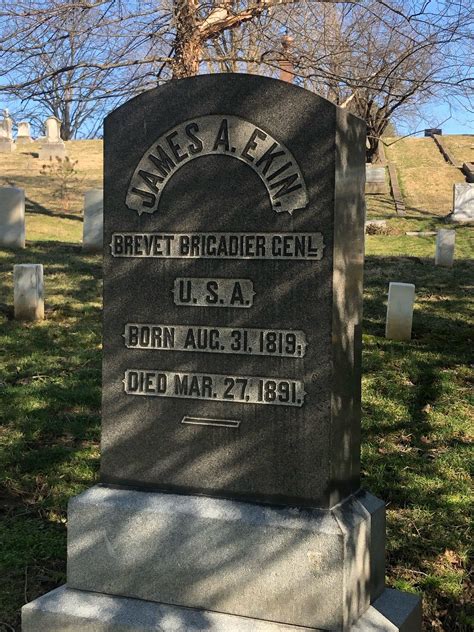 JAMES A. EKIN.
BREVET BRIGADIER GENL
U. S. A.
BORN AUG. 31, 1819;
DIED MAR. 27, 1891.